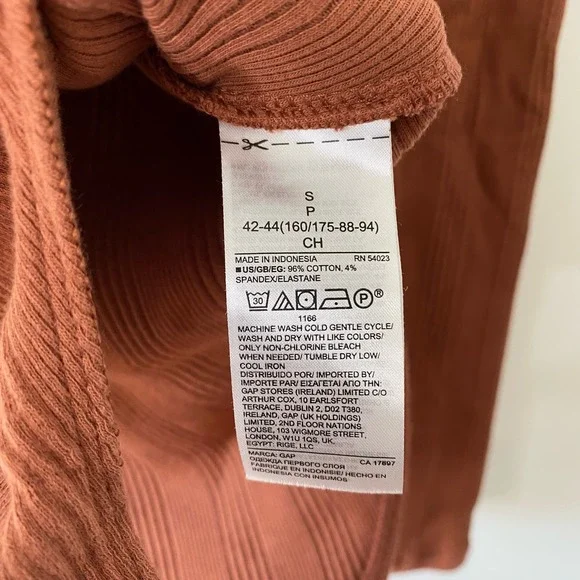 S
P
42-44(160/175-88-94)
CH
MADE IN INDONESIA RN 54023
■US/GB/EG: 96% COTTON, 4%
SPANDEX/ELASTANE
30 P®
1166
MACHINE WASH COLD GENTLE CYCLE/
WASH AND DRY WITH LIKE COLORS/
ONLY NON-CHLORINE BLEACH
WHEN NEEDED/ TUMBLE DRY LOW/
COOL IRON
DISTRIBUIDO POR/ IMPORTED BY/
IMPORTE PAR/ ΕΙΣΑΓΕΤΑΙ ΑΠΟ ΤΗΝ:
GAP STORES (IRELAND) LIMITED C/O
ARTHUR COX, 10 EARLSFORT
TERRACE, DUBLIN 2, D02 T380,
IRELAND, GAP (UK HOLDINGS)
LIMITED, 2ND FLOOR NATIONS
HOUSE, 103 WIGMORE STREET,
LONDON, W1U 1QS, UK,
EGYPT: RIGE, LLC
MARCA: GAP CA 17897
ОДЕЖДА ПЕРВОГО СЛОЯ
FABRIQUE EN INDONESIE/ HECHO EN
INDONESIA CON INSUMOS